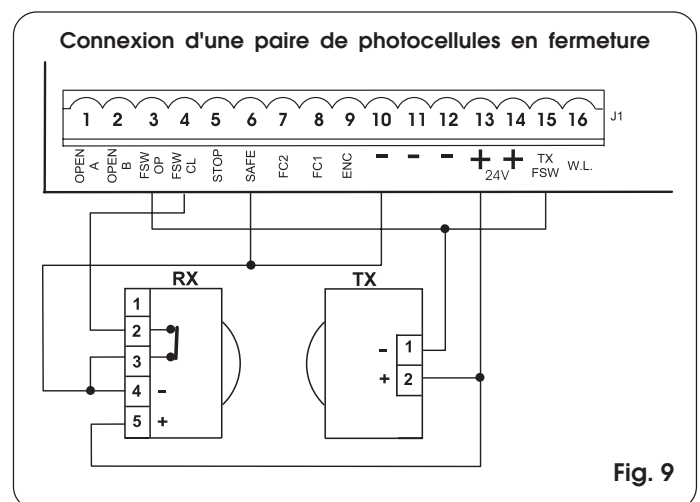 Connexion d'une paire de photocellules en fermeture
1 2 3 4 5 6 7 8 9 10 11 12 13 14 15 16
J1
OPEN A
OPEN B
FSW OP
FSW CL
STOP
SAFE
FC2
FC1
ENC
-
-
-
+ +
24V
TX FSW
W.L.
RX
1
2
3
4 -
5 +
TX
- 1
+ 2
Fig. 9